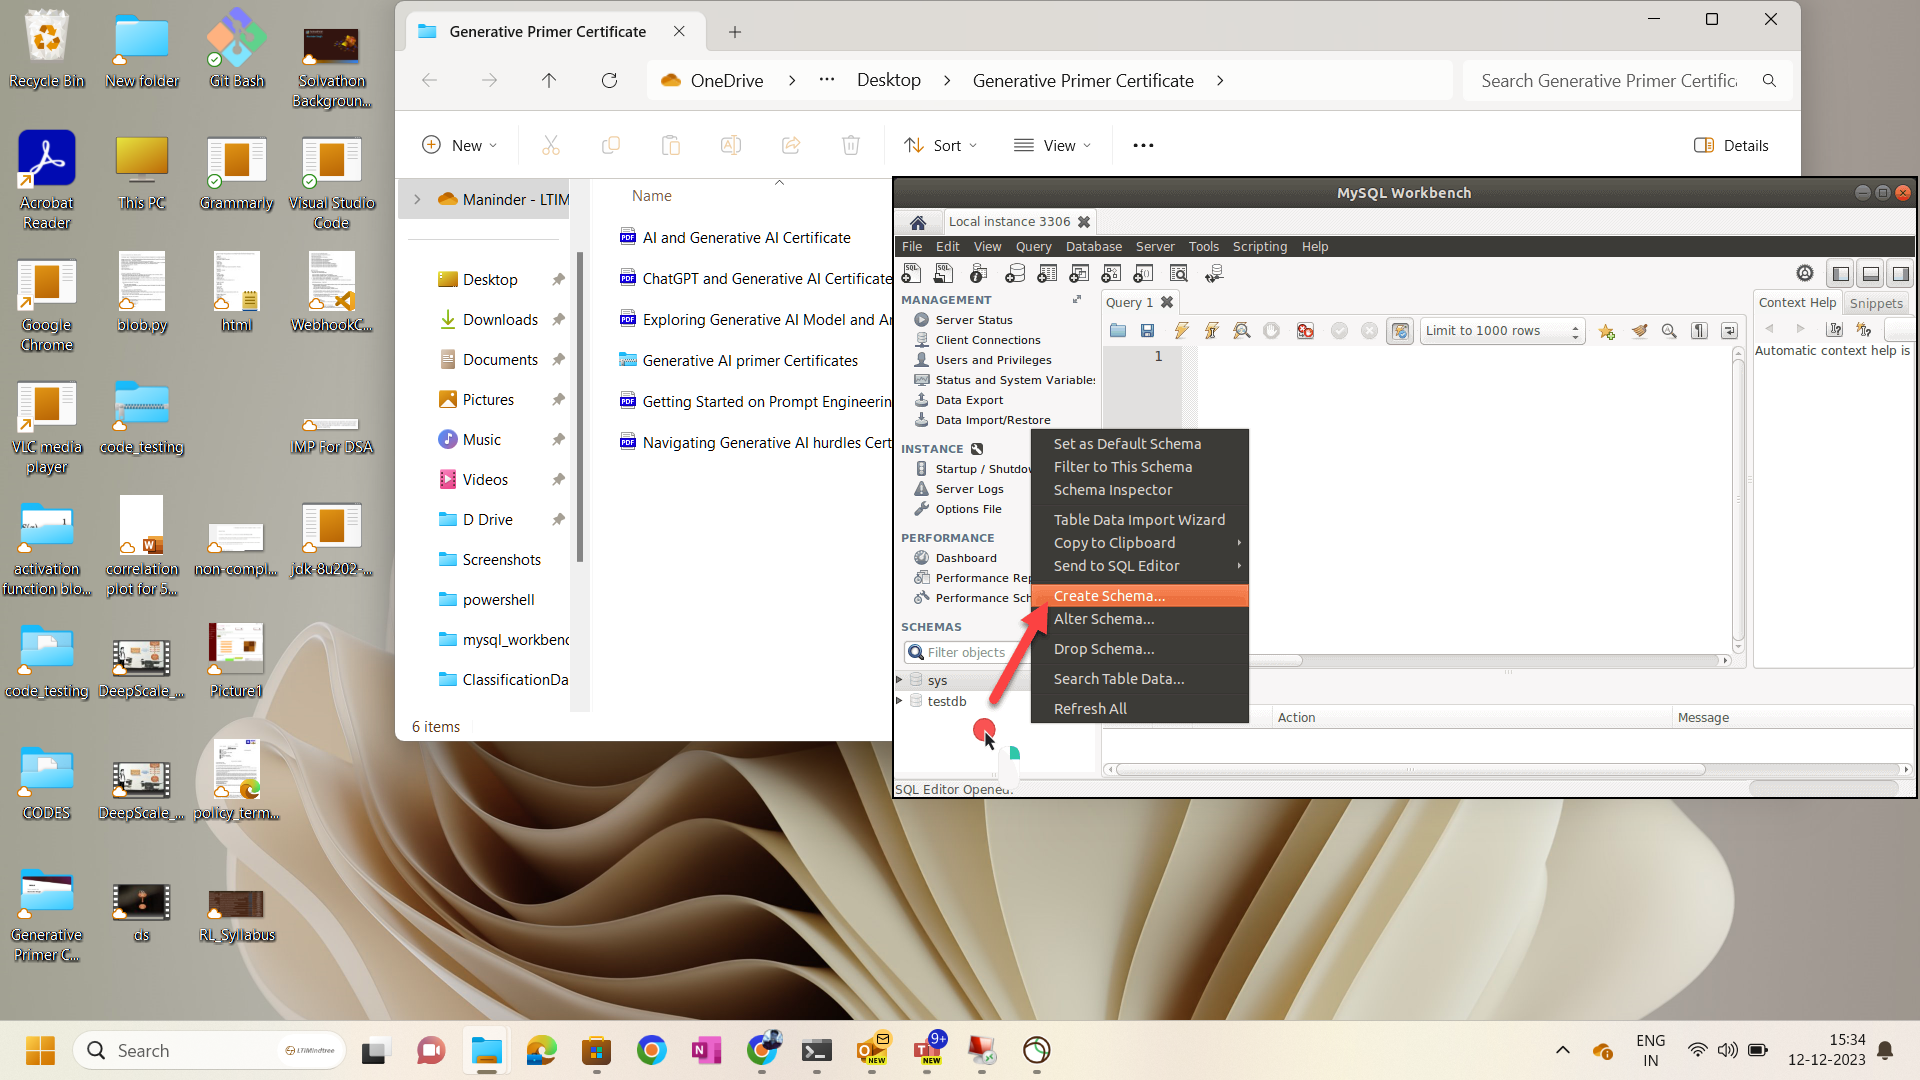 Recycle Bin
New folder
Git Bash
Solvathon
Backgroun...
Acrobat
Reader
This PC
Grammarly
Visual Studio
Code
Google
Chrome
blob.py
html
WebhookC...
VLC media
player
code_testing
IMP For DSA
activation
function blo...
correlation
plot for 5...
non-compl...
jdk-8u202-...
code_testing
DeepScale_...
Picture1
CODES
DeepScale_...
policy_term...
Generative
Primer C...
ds
RL_Syllabus
Generative Primer Certificate
OneDrive
Desktop
Generative Primer Certificate
Search Generative Primer Certific
New
Sort
View
Details
Maninder - LTIM
Desktop
Downloads
Documents
Pictures
Music
Videos
D Drive
Screenshots
powershell
mysql_workbenc
ClassificationDa
Name
AI and Generative AI Certificate
ChatGPT and Generative AI Certificate
Exploring Generative AI Model and Ar
Generative AI primer Certificates
Getting Started on Prompt Engineerin
Navigating Generative AI hurdles Cert
6 items
MySQL Workbench
Local instance 3306
File Edit View Query Database Server Tools Scripting Help
MANAGEMENT
Server Status
Client Connections
Users and Privileges
Status and System Variables
Data Export
Data Import/Restore
INSTANCE
Startup / Shutdow
Server Logs
Options File
PERFORMANCE
Dashboard
Performance Rep
Performance Sch
SCHEMAS
Filter objects
sys
testdb
SQL Editor Opened.
Query 1
Limit to 1000 rows
1
Context Help
Snippets
Automatic context help is
Set as Default Schema
Filter to This Schema
Schema Inspector
Table Data Import Wizard
Copy to Clipboard
Send to SQL Editor
Create Schema...
Alter Schema...
Drop Schema...
Search Table Data...
Refresh All
Action
Message
Search
LTIMindtree
NEW
9+
NEW
ENG
IN
15:34
12-12-2023